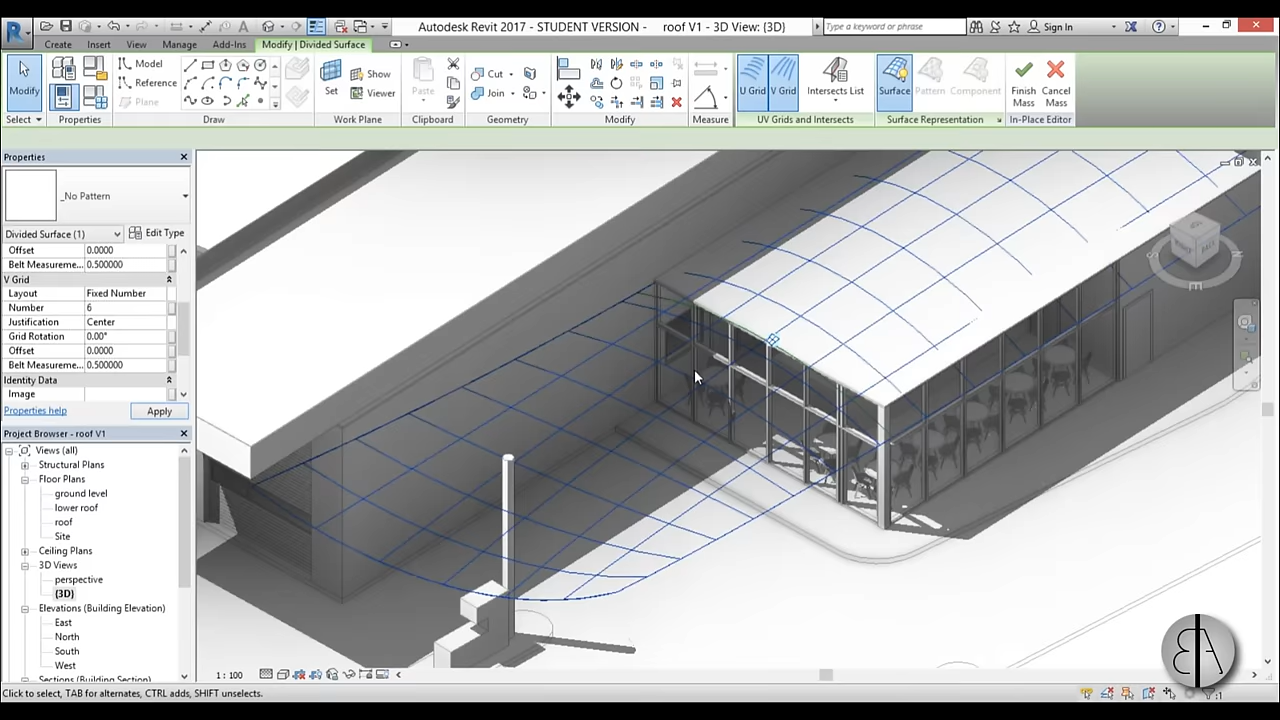 Autodesk Revit 2017 - STUDENT VERSION - roof V1 - 3D View: {3D}
Type a keyword or phrase
Sign In
Create Insert View Manage Add-Ins Modify | Divided Surface
Modify
Model
Reference
Plane
Set
Show
Viewer
Paste
Cut
Join
U Grid
V Grid
Intersects List
Surface
Pattern
Component
Finish Mass
Cancel Mass
Select
Properties
Draw
Work Plane
Clipboard
Geometry
Modify
Measure
UV Grids and Intersects
Surface Representation
In-Place Editor
Properties
_No Pattern
Divided Surface (1)
Edit Type
Offset 0.0000
Belt Measureme... 0.500000
V Grid
Layout Fixed Number
Number 6
Justification Center
Grid Rotation 0.00°
Offset 0.0000
Belt Measureme... 0.500000
Identity Data
Image
Properties help
Apply
Project Browser - roof V1
Views (all)
Structural Plans
Floor Plans
ground level
lower roof
roof
Site
Ceiling Plans
3D Views
perspective
{3D}
Elevations (Building Elevation)
East
North
South
West
Sections (Building Section)
1 : 100
Click to select, TAB for alternates, CTRL adds, SHIFT unselects.
:1